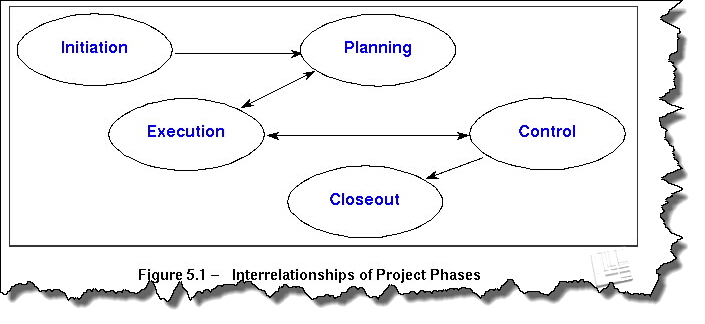 Initiation
Planning
Execution
Control
Closeout
Figure 5.1 – Interrelationships of Project Phases